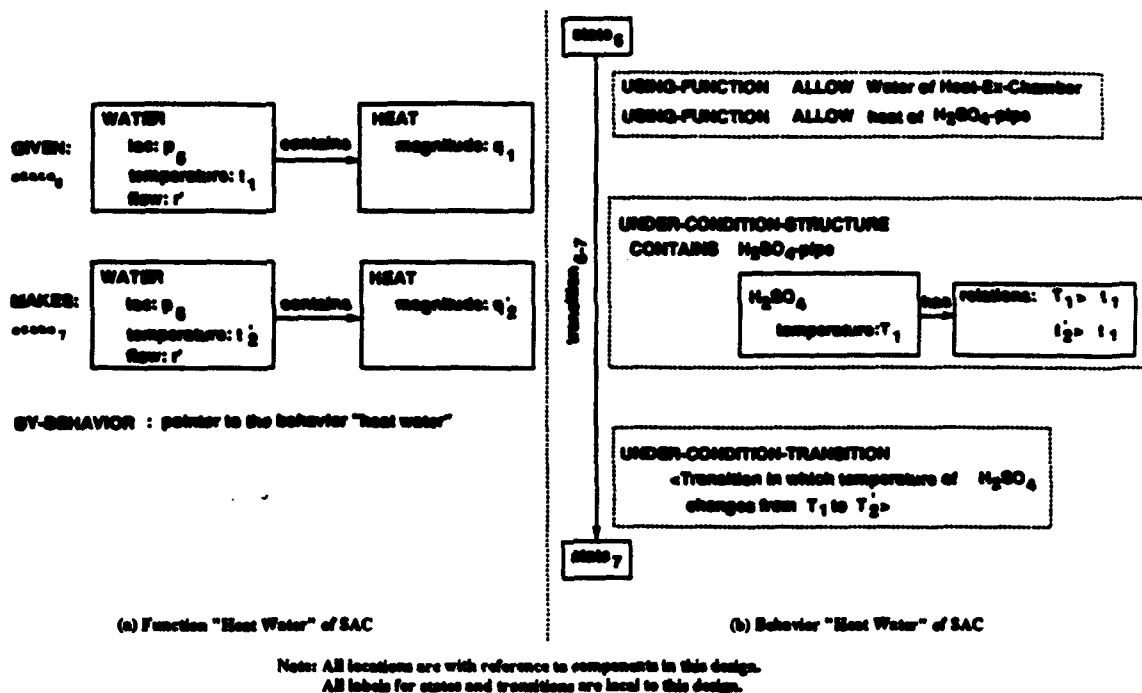 GIVEN:
state₆
WATER
loc: p₅
temperature: t₁
flow: r'
contains
HEAT
magnitude: q₁
MAKES:
state₇
WATER
loc: p₆
temperature: t'₂
flow: r'
contains
HEAT
magnitude: q'₂
BY-BEHAVIOR : pointer to the behavior "heat water"
(a) Function "Heat Water" of SAC
state₆
transition₆₋₇
USING-FUNCTION ALLOW Water of Heat-Ex-Chamber
USING-FUNCTION ALLOW heat of H₂SO₄-pipe
UNDER-CONDITION-STRUCTURE
CONTAINS H₂SO₄-pipe
H₂SO₄
temperature:T₁
has
relations: T₁> t₁
t'₂> t₁
UNDER-CONDITION-TRANSITION
<Transition in which temperature of H₂SO₄
changes from T₁ to T'₂>
state₇
(b) Behavior "Heat Water" of SAC
Note: All locations are with reference to components in this design.
All labels for states and transitions are local to this design.